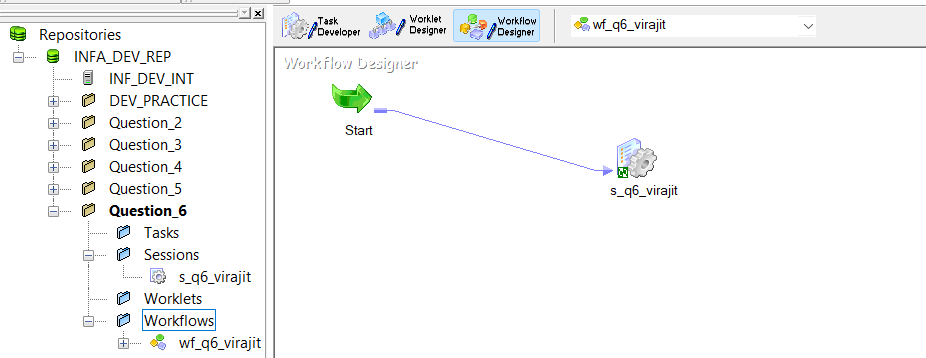 Repositories
INFA_DEV_REP
INF_DEV_INT
DEV_PRACTICE
Question_2
Question_3
Question_4
Question_5
Question_6
Tasks
Sessions
s_q6_virajit
Worklets
Workflows
wf_q6_virajit
Task Developer
Worklet Designer
Workflow Designer
wf_q6_virajit
Workflow Designer
Start
s_q6_virajit